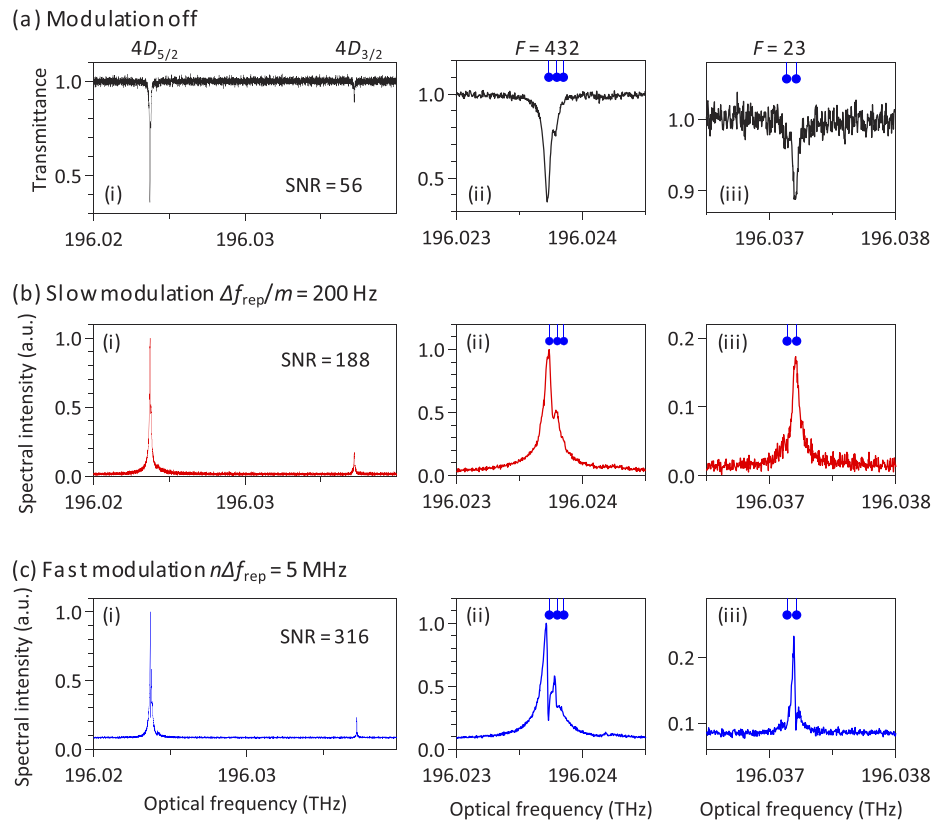 (a) Modulation off
4D5/2 4D3/2 F = 432 F = 23
Transmittance
1.0
0.5
(i)
SNR = 56
196.02 196.03
1.0
0.5
(ii)
196.023 196.024
1.0
0.9
(iii)
196.037 196.038
(b) Slow modulation Δfrep/m = 200 Hz
Spectral intensity (a.u.)
1.0
0.5
0.0
(i)
SNR = 188
196.02 196.03
1.0
0.5
0.0
(ii)
196.023 196.024
0.2
0.1
0.0
(iii)
196.037 196.038
(c) Fast modulation nΔfrep = 5 MHz
Spectral intensity (a.u.)
1.0
0.5
0.0
(i)
SNR = 316
196.02 196.03
Optical frequency (THz)
1.0
0.5
0.0
(ii)
196.023 196.024
Optical frequency (THz)
0.2
0.1
(iii)
196.037 196.038
Optical frequency (THz)